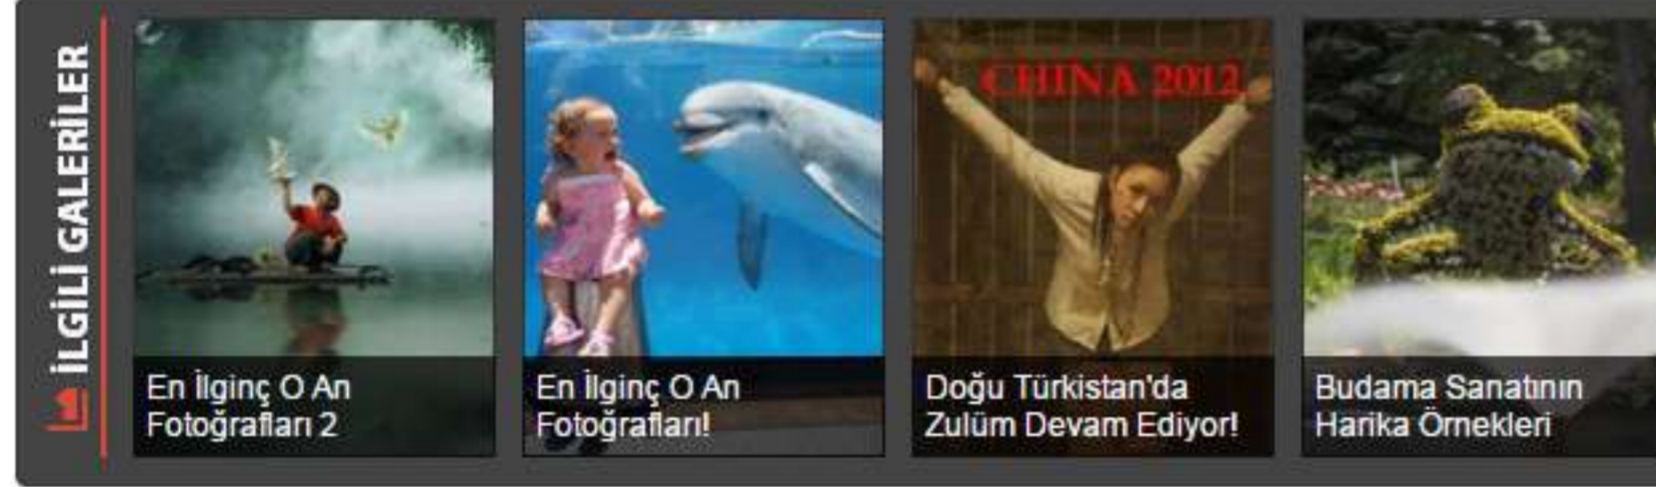 İLGİLİ GALERİLER
En İlginç O An
Fotoğrafları 2
En İlginç O An
Fotoğrafları!
CHINA 2012
Doğu Türkistan'da
Zulüm Devam Ediyor!
Budama Sanatının
Harika Örnekleri